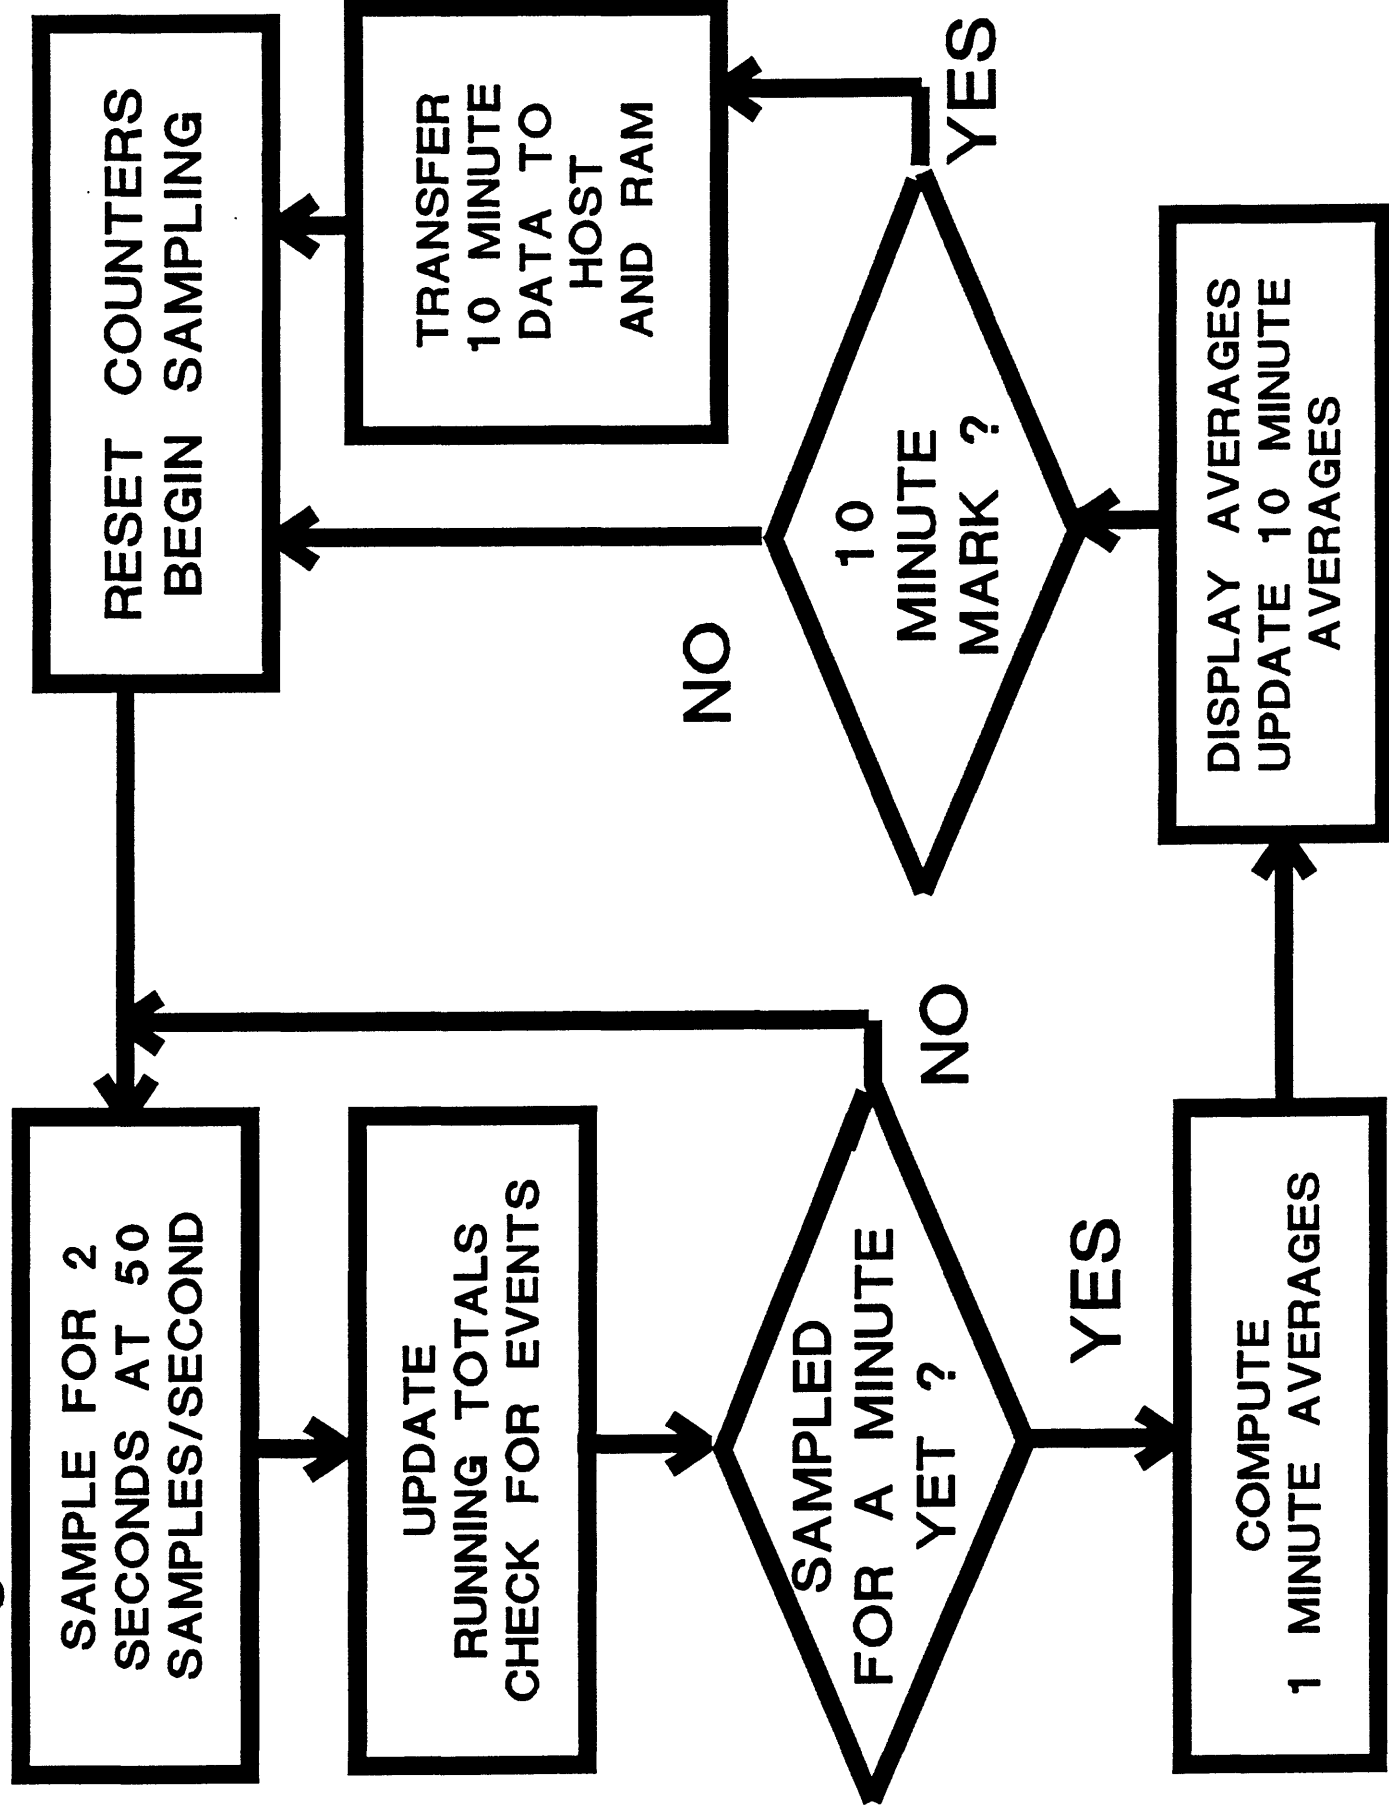 SAMPLE FOR 2
SECONDS AT 50
SAMPLES/SECOND
UPDATE
RUNNING TOTALS
CHECK FOR EVENTS
SAMPLED
FOR A MINUTE
YET ?
NO
YES
COMPUTE
1 MINUTE AVERAGES
DISPLAY AVERAGES
UPDATE 10 MINUTE
AVERAGES
10
MINUTE
MARK ?
NO
YES
TRANSFER
10 MINUTE
DATA TO
HOST
AND RAM
RESET COUNTERS
BEGIN SAMPLING